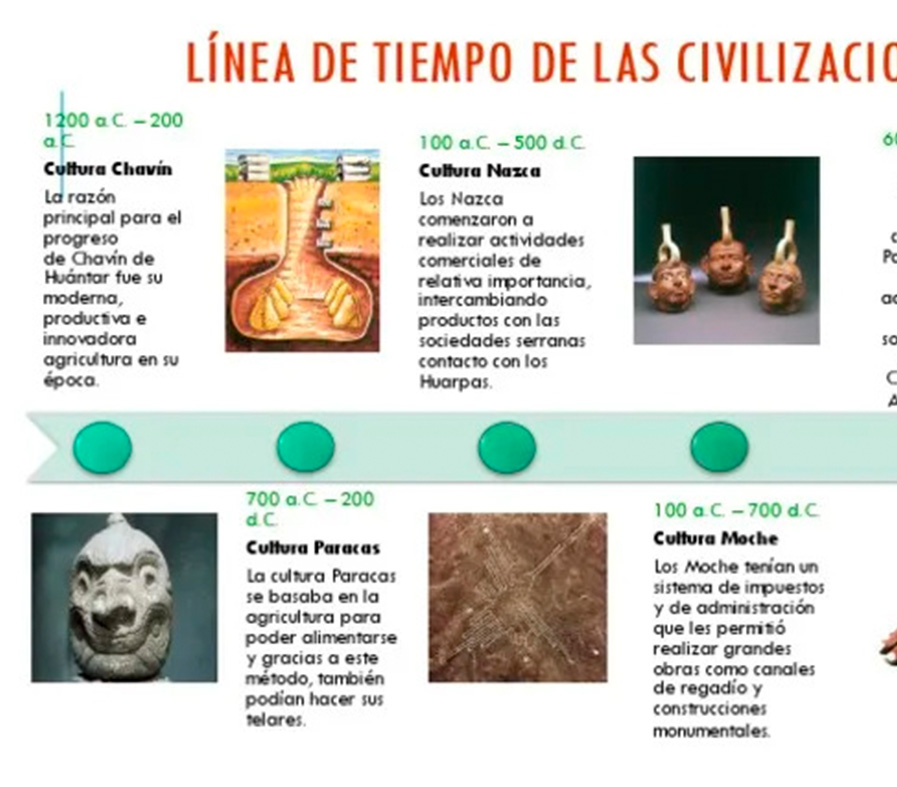 LÍNEA DE TIEMPO DE LAS
1200 a.C. – 200
a.C.
Cultura Chavín
La razón
principal para el
progreso
de Chavín de
Huántar fue su
moderna,
productiva e
innovadora
agricultura en su
época.
100 a.C. – 500 d.C.
Cultura Nazca
Los Nazca
comenzaron a
realizar actividades
comerciales de
relativa importancia,
intercambiando
productos con las
sociedades serranas
contacto con los
Huarpas.
700 a.C. – 200
d.C.
Cultura Paracas
La cultura Paracas
se basaba en la
agricultura para
poder alimentarse
y gracias a este
método, también
podían hacer sus
telares.
100 a.C. – 700 d.C.
Cultura Moche
Los Moche tenían un
sistema de impuestos
y de administración
que les permitió
realizar grandes
obras como canales
de regadío y
construcciones
monumentales.